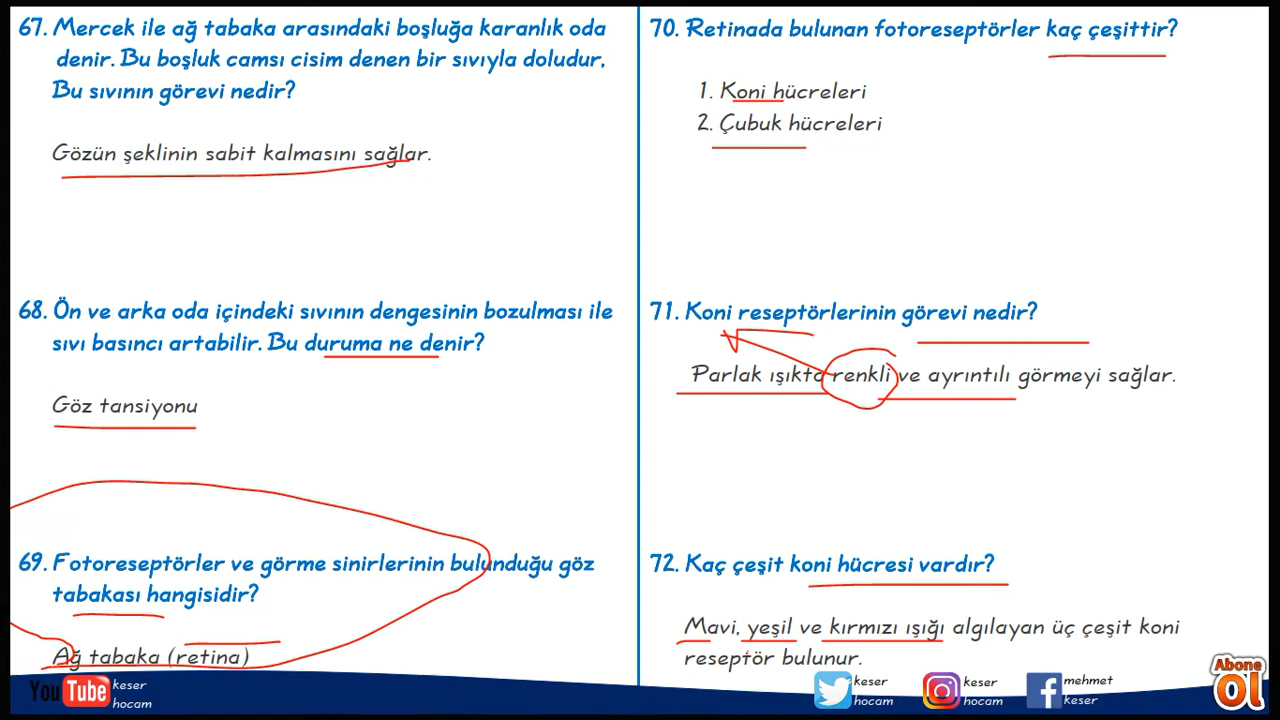 67. Mercek ile ağ tabaka arasındaki boşluğa karanlık oda
denir. Bu boşluk camsı cisim denen bir sıvıyla doludur.
Bu sıvının görevi nedir?
Gözün şeklinin sabit kalmasını sağlar.
68. Ön ve arka oda içindeki sıvının dengesinin bozulması ile
sıvı basıncı artabilir. Bu duruma ne denir?
Göz tansiyonu
69. Fotoreseptörler ve görme sinirlerinin bulunduğu göz
tabakası hangisidir?
Ağ tabaka (retina)
70. Retinada bulunan fotoreseptörler kaç çeşittir?
1. Koni hücreleri
2. Çubuk hücreleri
71. Koni reseptörlerinin görevi nedir?
Parlak ışıkta renkli ve ayrıntılı görmeyi sağlar.
72. Kaç çeşit koni hücresi vardır?
Mavi, yeşil ve kırmızı ışığı algılayan üç çeşit koni
reseptör bulunur.
YouTube keser
hocam
keser
hocam
keser
hocam
mehmet
keser
Abone
Ol